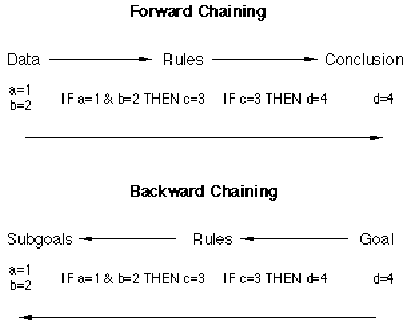 Forward Chaining
Data Rules Conclusion
a=1
b=2
IF a=1 & b=2 THEN c=3 IF c=3 THEN d=4 d=4
Backward Chaining
Subgoals Rules Goal
a=1
b=2
IF a=1 & b=2 THEN c=3 IF c=3 THEN d=4 d=4